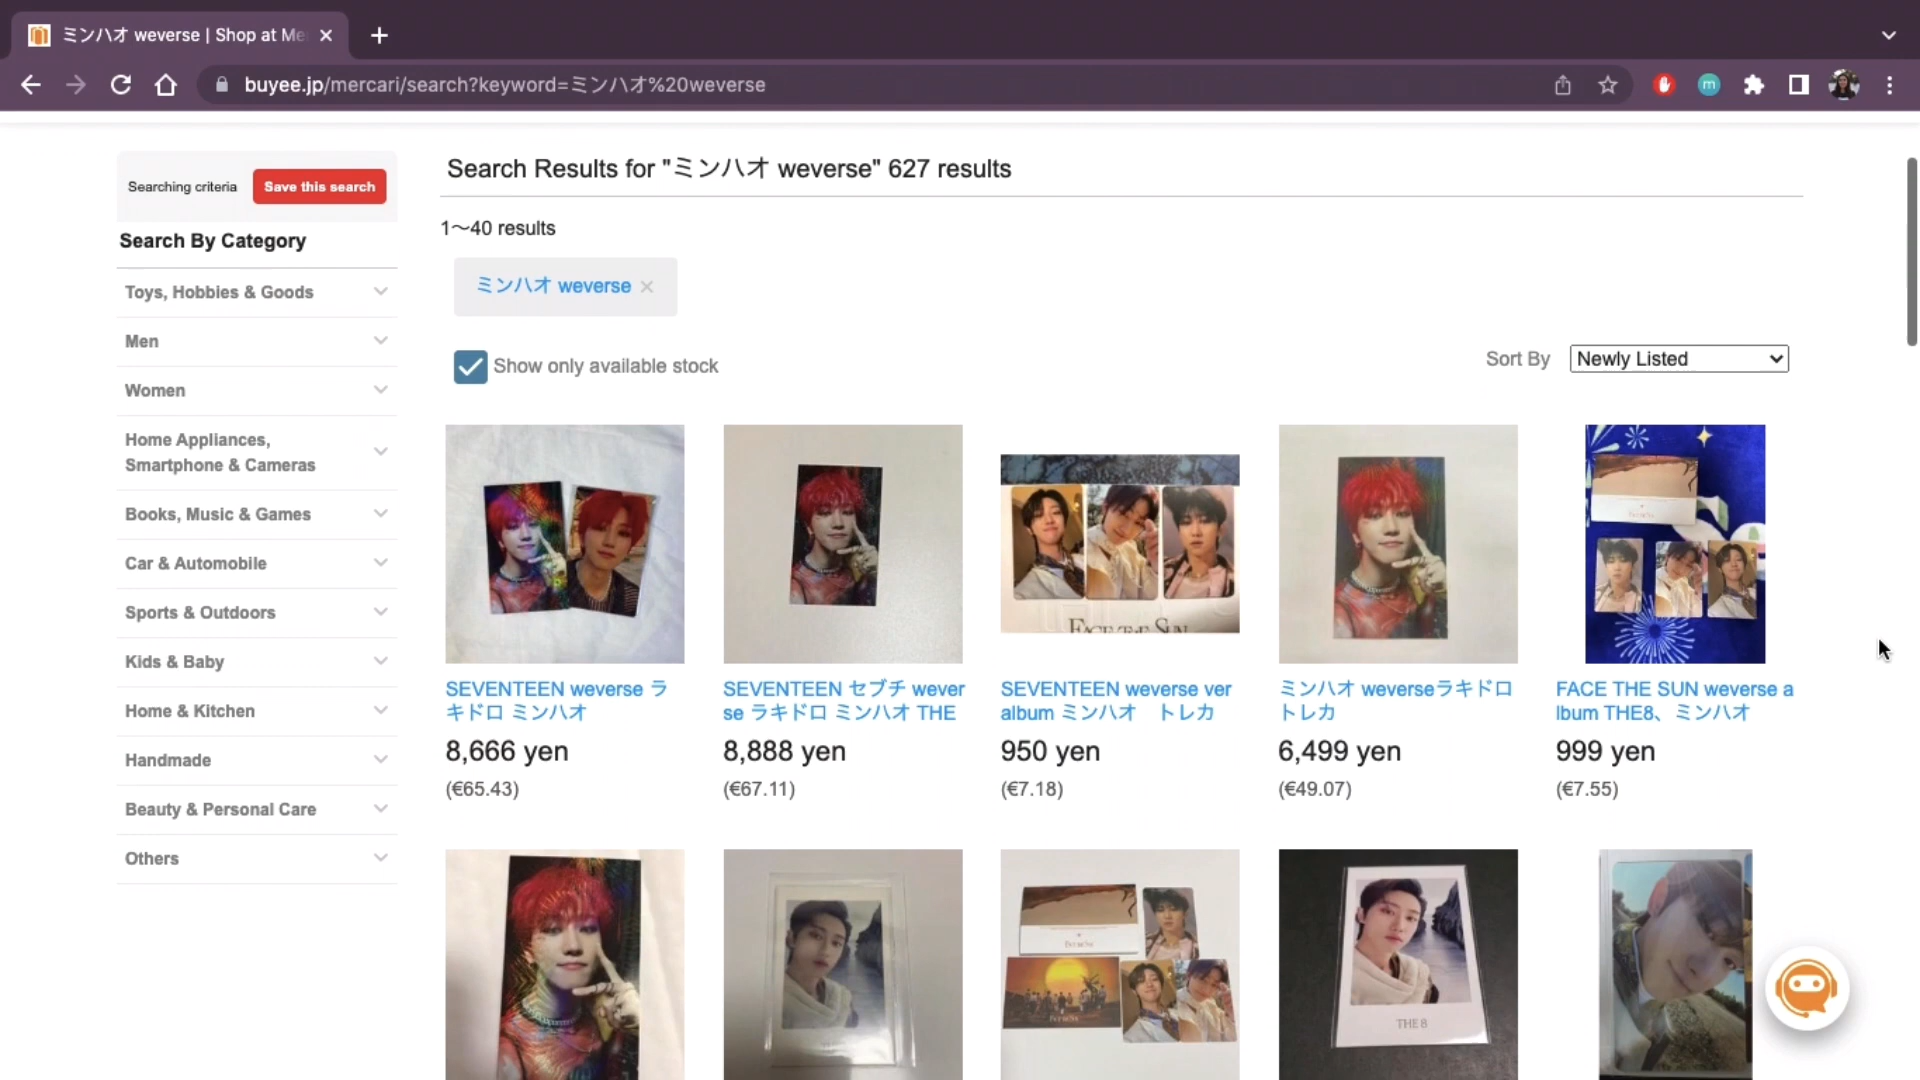 ミンハオ weverse | Shop at Me
buyee.jp/mercari/search?keyword=ミンハオ%20weverse
m
Searching criteria
Save this search
Search By Category
Toys, Hobbies & Goods
Men
Women
Home Appliances,
Smartphone & Cameras
Books, Music & Games
Car & Automobile
Sports & Outdoors
Kids & Baby
Home & Kitchen
Handmade
Beauty & Personal Care
Others
Search Results for "ミンハオ weverse" 627 results
1～40 results
ミンハオ weverse ×
Show only available stock
Sort By
Newly Listed
FACE THE SUN
SEVENTEEN weverse ラ
キドロ ミンハオ
8,666 yen
(€65.43)
SEVENTEEN セブチ wever
se ラキドロ ミンハオ THE
8,888 yen
(€67.11)
SEVENTEEN weverse ver
album ミンハオ　トレカ
950 yen
(€7.18)
ミンハオ weverseラキドロ
トレカ
6,499 yen
(€49.07)
FACE THE SUN weverse a
lbum THE8、ミンハオ
999 yen
(€7.55)
THE 8